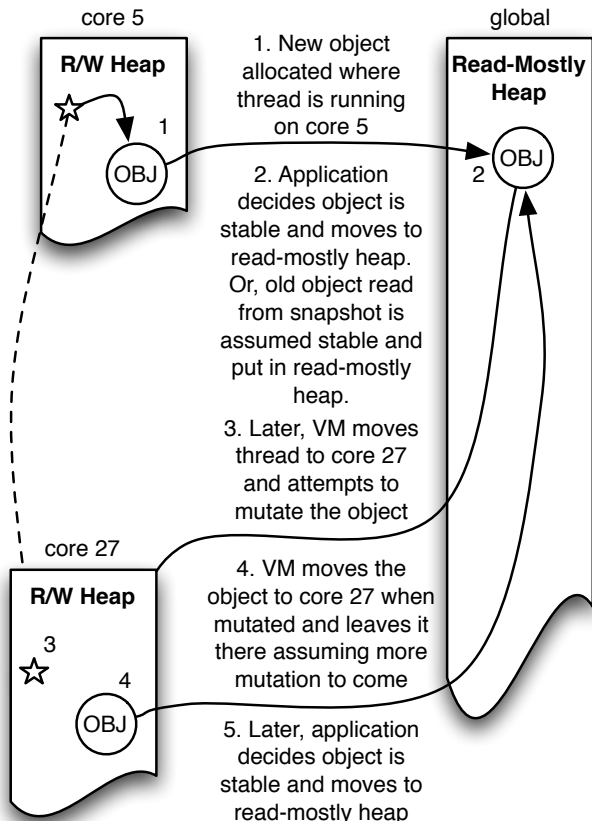 core 5
global
R/W Heap
1
OBJ
1. New object
allocated where
thread is running
on core 5
Read-Mostly
Heap
OBJ
2
2. Application
decides object is
stable and moves to
read-mostly heap.
Or, old object read
from snapshot is
assumed stable and
put in read-mostly
heap.
3. Later, VM moves
thread to core 27
and attempts to
mutate the object
core 27
R/W Heap
3
4
OBJ
4. VM moves the
object to core 27 when
mutated and leaves it
there assuming more
mutation to come
5. Later, application
decides object is
stable and moves to
read-mostly heap